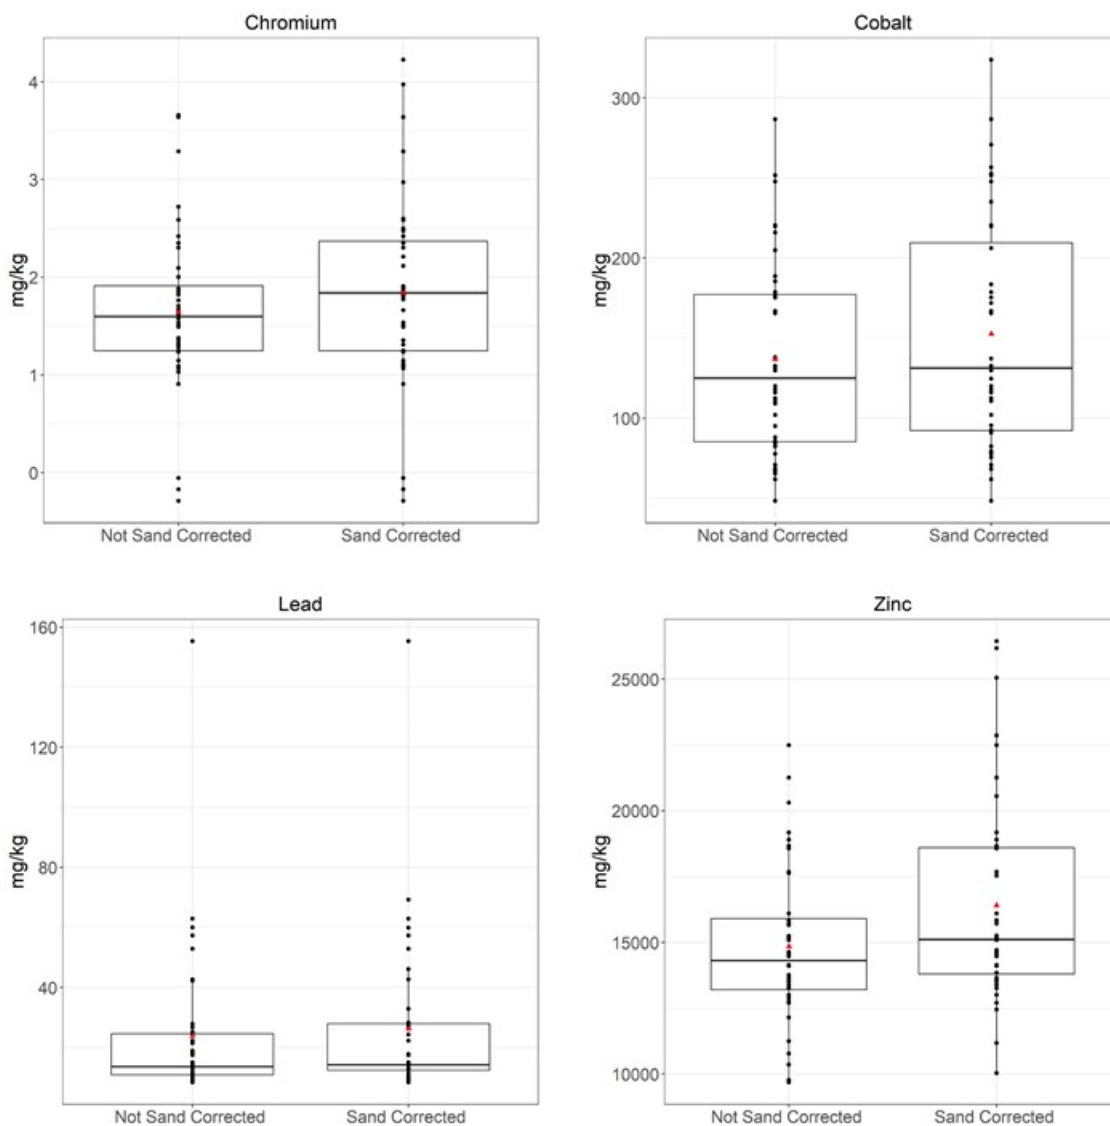 Chromium
mg/kg
4
3
2
1
0
Not Sand Corrected
Sand Corrected
Cobalt
mg/kg
300
200
100
Not Sand Corrected
Sand Corrected
Lead
mg/kg
160
120
80
40
Not Sand Corrected
Sand Corrected
Zinc
mg/kg
25000
20000
15000
10000
Not Sand Corrected
Sand Corrected